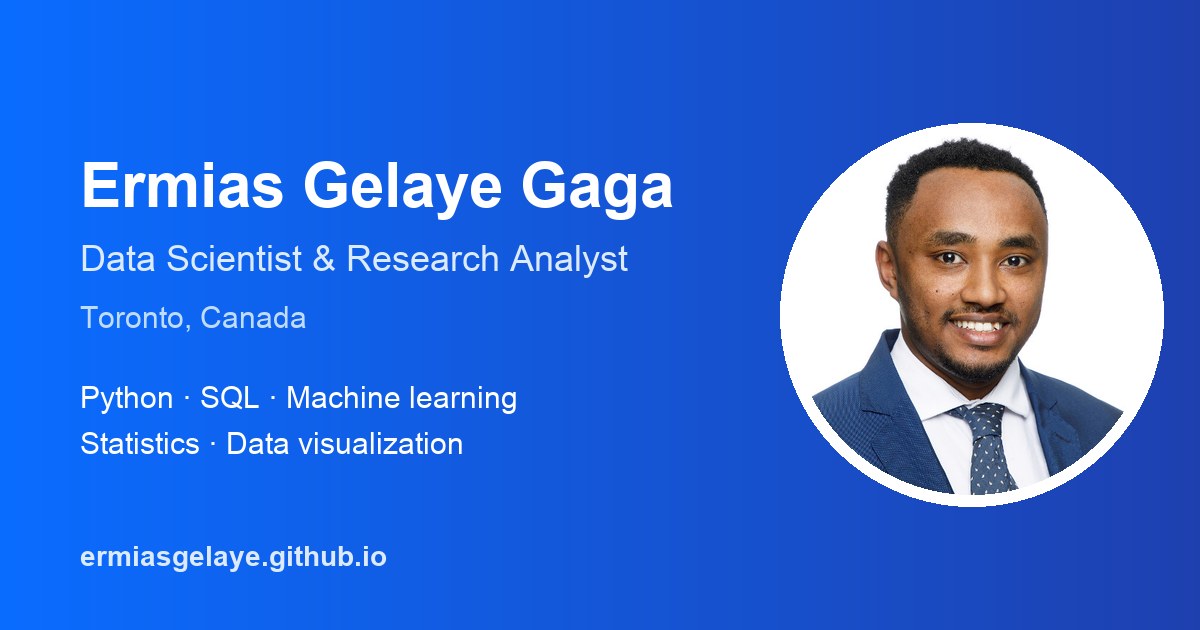 Ermias Gelaye Gaga
Data Scientist & Research Analyst
Toronto, Canada
Python · SQL · Machine learning
Statistics · Data visualization
ermiasgelaye.github.io